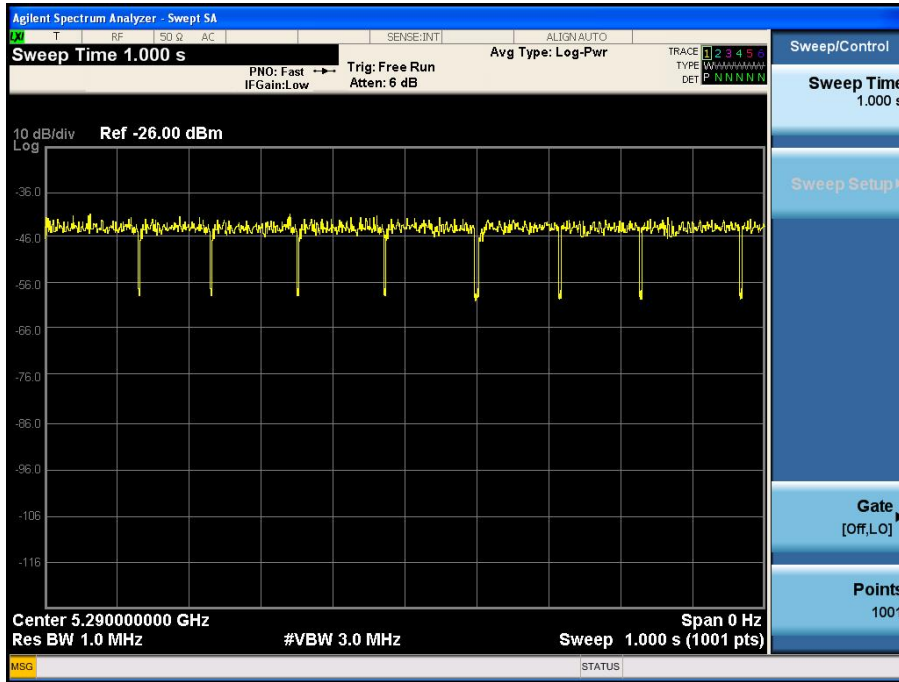 Agilent Spectrum Analyzer - Swept SA
LXI T RF 50 Ω AC SENSE:INT ALIGNAUTO
Sweep Time 1.000 s
PNO: Fast
IFGain:Low
Trig: Free Run
Atten: 6 dB
Avg Type: Log-Pwr
TRACE 1 2 3 4 5 6
TYPE
DET P N N N N N
10 dB/div
Log
Ref -26.00 dBm
-36.0
-46.0
-56.0
-66.0
-76.0
-86.0
-96.0
-106
-116
Center 5.290000000 GHz
Res BW 1.0 MHz
#VBW 3.0 MHz
Span 0 Hz
Sweep 1.000 s (1001 pts)
MSG
STATUS
Sweep/Control
Sweep Time
1.000 s
Sweep Setup
Gate
[Off,LO]
Points
1001